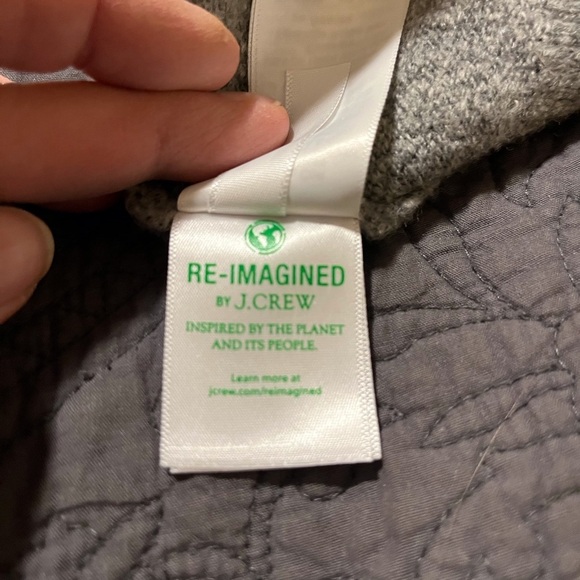 RE-IMAGINED
BY J.CREW
INSPIRED BY THE PLANET
AND ITS PEOPLE.
Learn more at
jcrew.com/reimagined